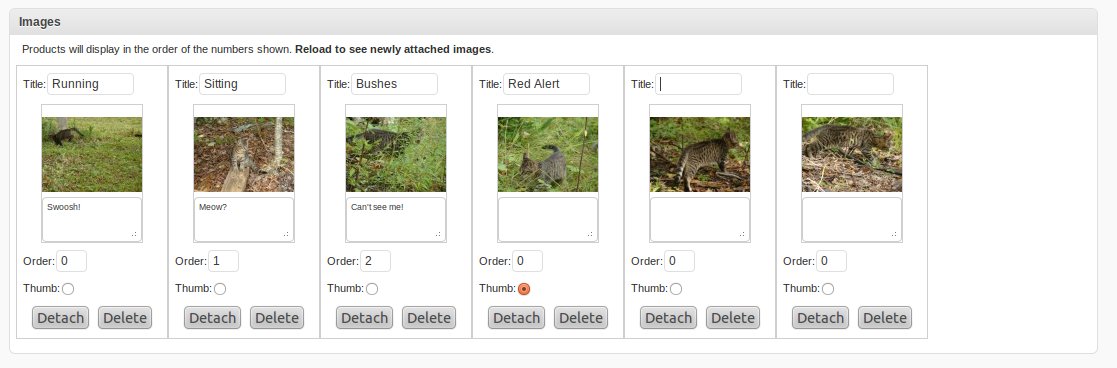 Images
Products will display in the order of the numbers shown. Reload to see newly attached images.
Title: Running Title: Sitting Title: Bushes Title: Red Alert Title: Title:
Swoosh! Meow? Can't see me!
Order: 0 Order: 1 Order: 2 Order: 0 Order: 0 Order: 0
Thumb: Thumb: Thumb: Thumb: Thumb: Thumb:
Detach Delete Detach Delete Detach Delete Detach Delete Detach Delete Detach Delete